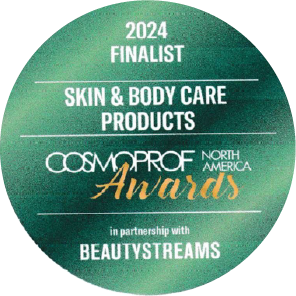 2024
FINALIST
SKIN & BODY CARE
PRODUCTS
COSMOPROF NORTH
AMERICA
Awards
in partnership with
BEAUTYSTREAMS